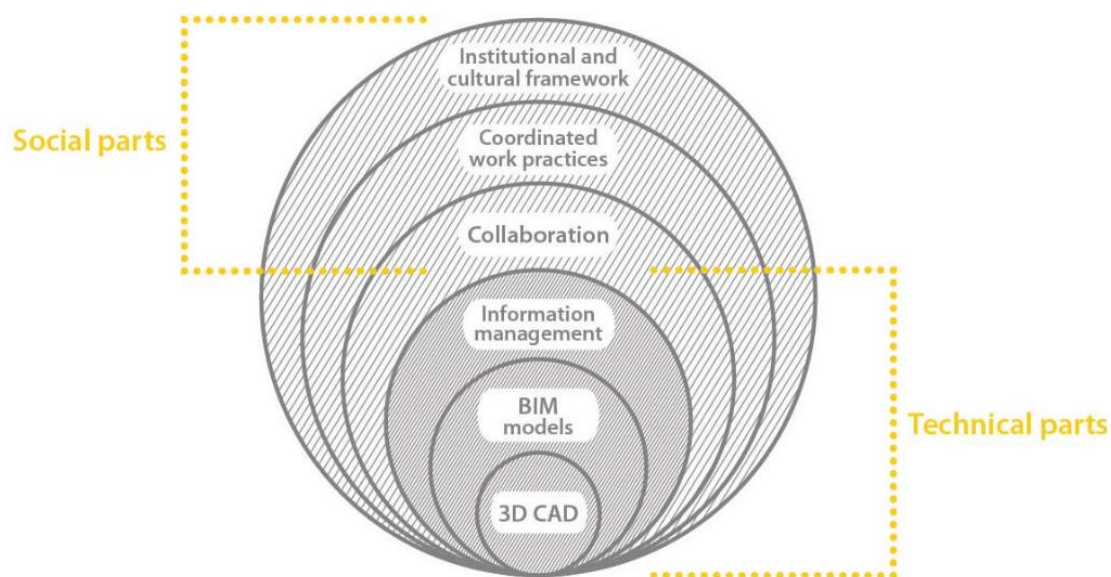 Institutional and
cultural framework
Social parts
Coordinated
work practices
Collaboration
Information
management
BIM
models
Technical parts
3D CAD